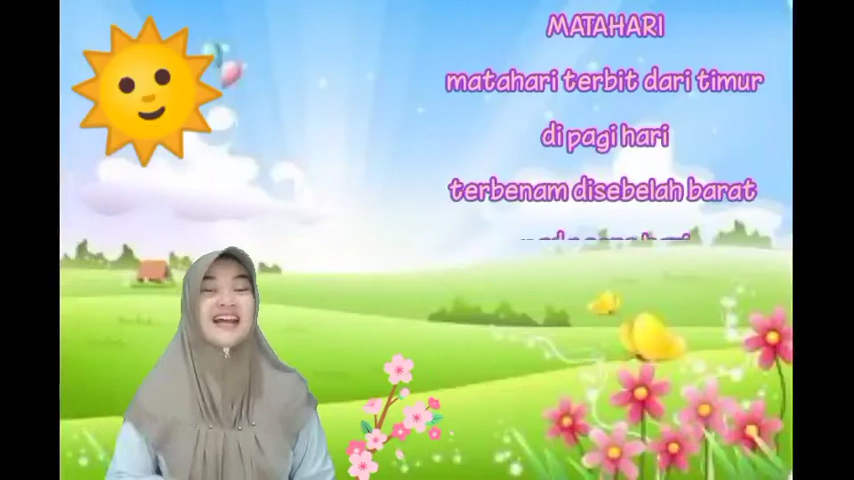 MATAHARI
matahari terbit dari timur
di pagi hari
terbenam disebelah barat